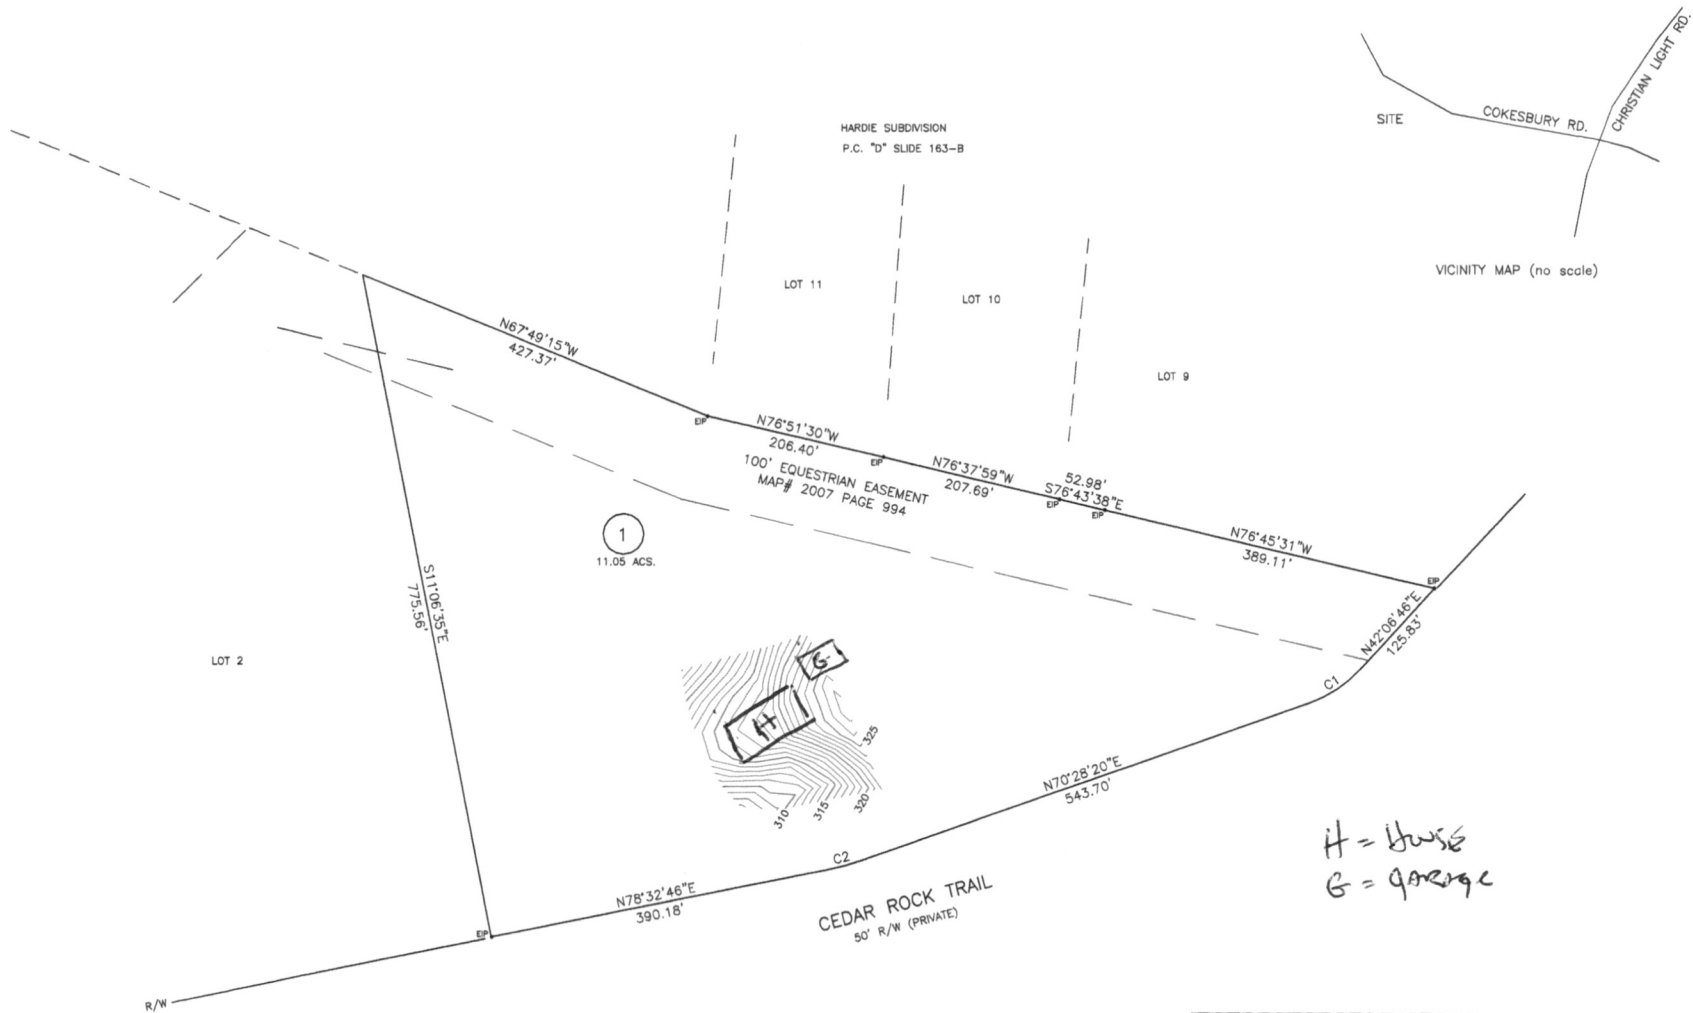 CHRISTIAN LIGHT RD.
COKESBURY RD.
SITE
VICINITY MAP (no scale)
HARDIE SUBDIVISION
P.C. "D" SLIDE 163-B
LOT 11
LOT 10
LOT 9
N67°49'15"W
427.37'
EIP
N76°51'30"W
206.40'
EIP
N76°37'59"W
207.69'
52.98'
S76°43'38"E
EIP
EIP
N76°45'31"W
389.11'
EIP
100' EQUESTRIAN EASEMENT
MAP# 2007 PAGE 994
1
11.05 ACS.
S11°06'35"E
775.56'
LOT 2
N42°06'46"E
125.83'
C1
G
H
325
320
315
310
N70°28'20"E
543.70'
C2
N78°32'46"E
390.18'
EIP
CEDAR ROCK TRAIL
50' R/W (PRIVATE)
R/W
H = House
G = garage